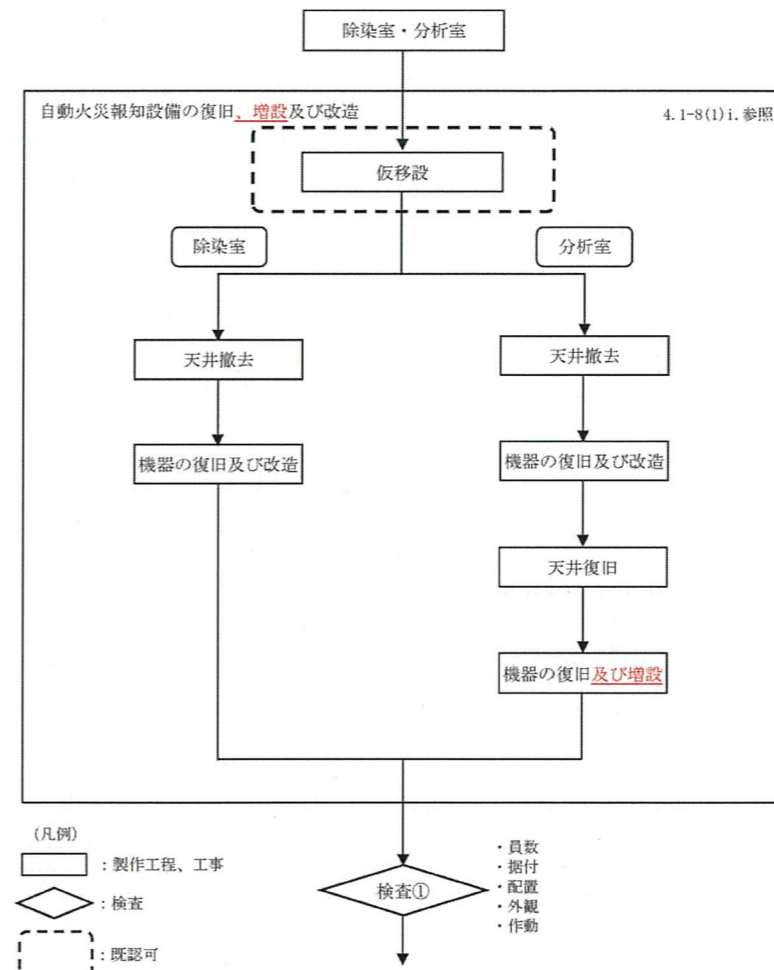 除染室・分析室
自動火災報知設備の復旧、増設及び改造
4.1-8(1)i.参照
仮移設
除染室
分析室
天井撤去
天井撤去
機器の復旧及び改造
機器の復旧及び改造
天井復旧
機器の復旧及び増設
(凡例)
：製作工程、工事
：検査
：既認可
検査①
・員数
・据付
・配置
・外観
・作動